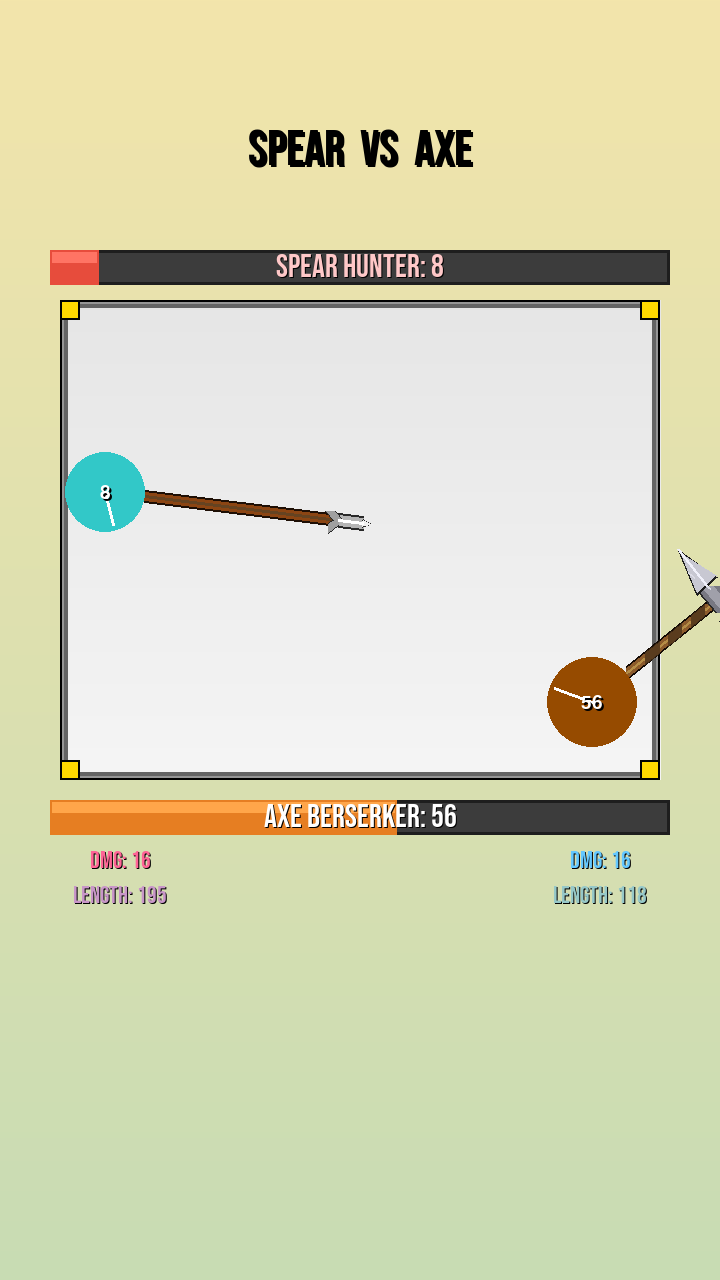 SPEAR VS AXE
SPEAR HUNTER: 8
8
56
AXE BERSERKER: 56
DMG: 16
DMG: 16
LENGTH: 195
LENGTH: 118